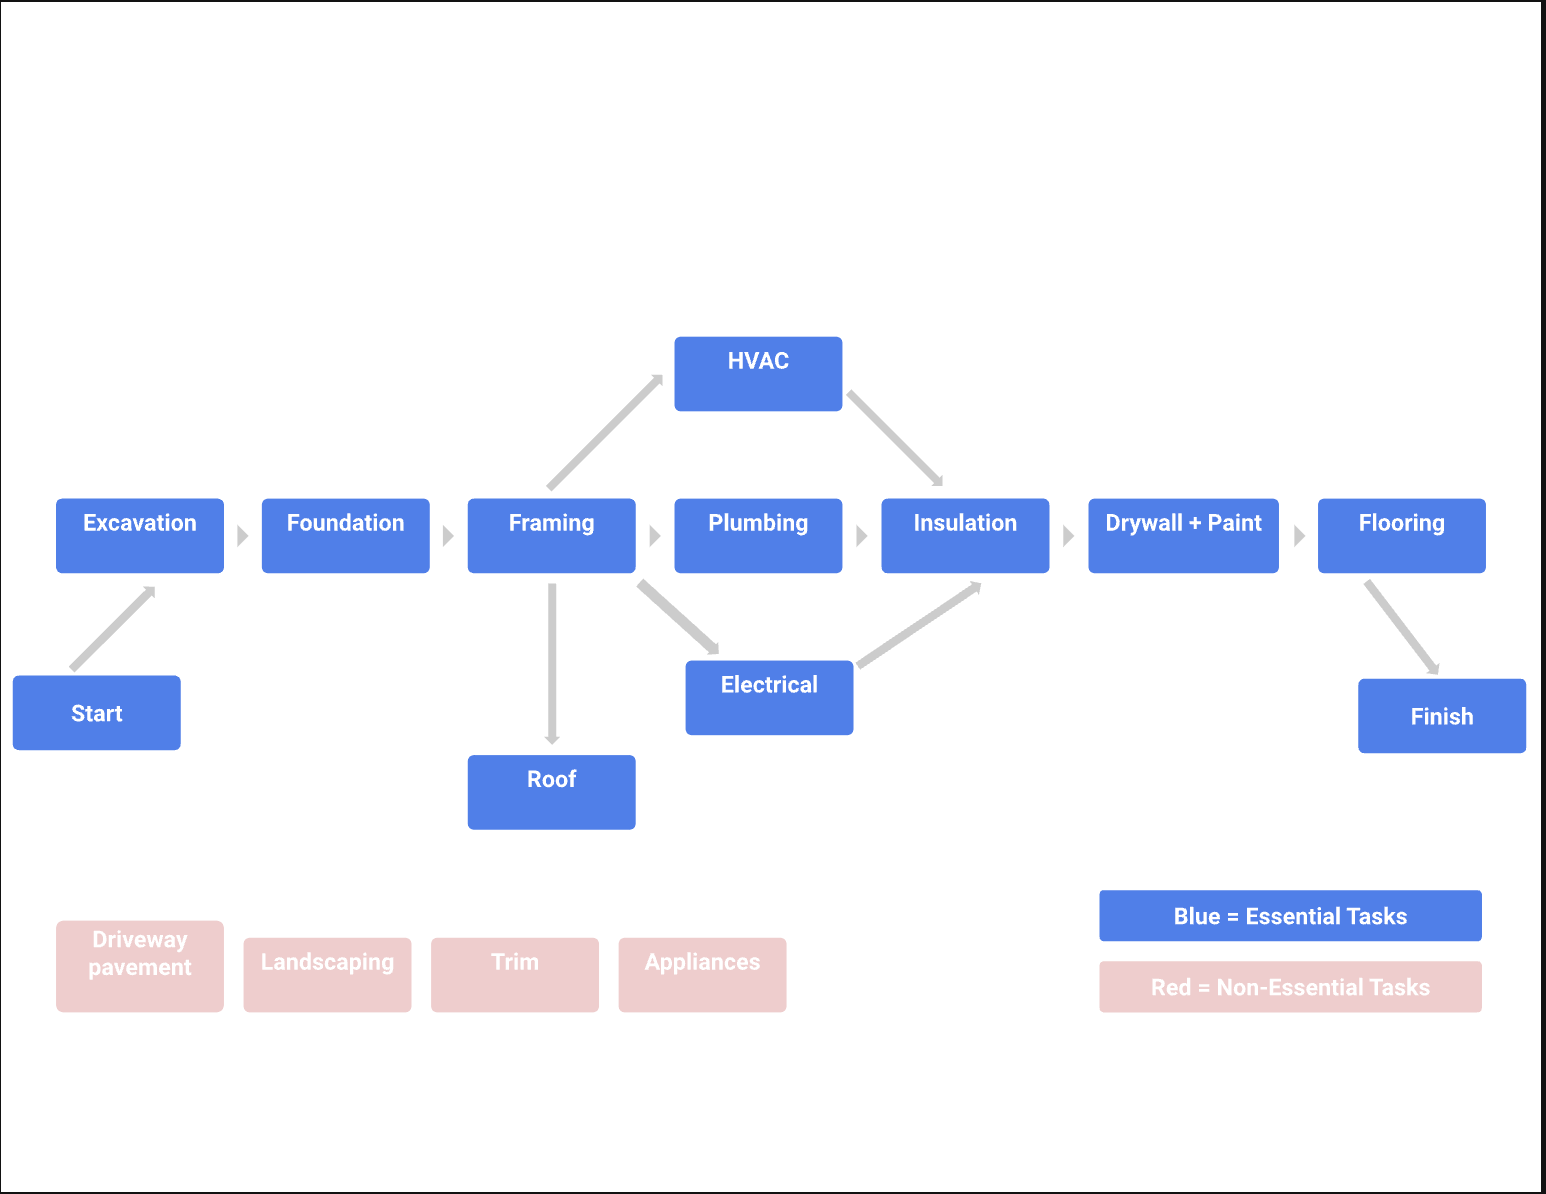 HVAC
Excavation
Foundation
Framing
Plumbing
Insulation
Drywall + Paint
Flooring
Start
Electrical
Finish
Roof
Driveway
pavement
Landscaping
Trim
Appliances
Blue = Essential Tasks
Red = Non-Essential Tasks